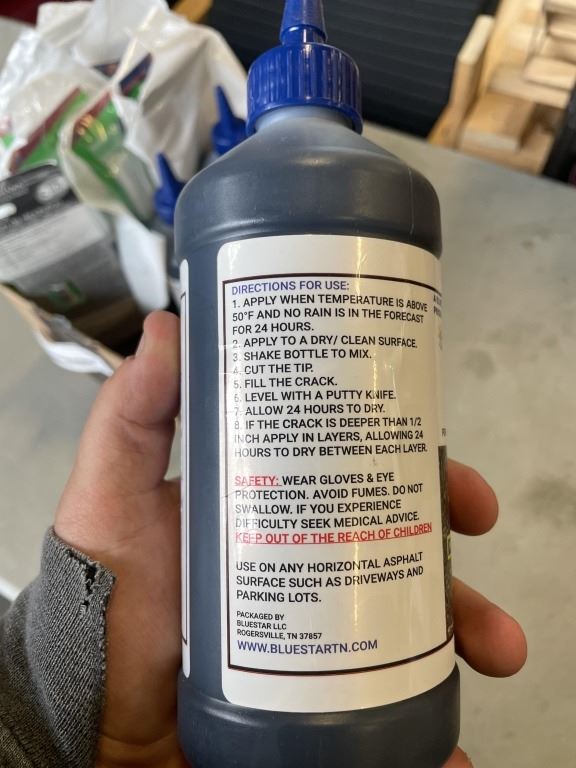 DIRECTIONS FOR USE:
1. APPLY WHEN TEMPERATURE IS ABOVE
50°F AND NO RAIN IS IN THE FORECAST
FOR 24 HOURS.
2. APPLY TO A DRY/ CLEAN SURFACE.
3. SHAKE BOTTLE TO MIX.
4. CUT THE TIP.
5. FILL THE CRACK.
6. LEVEL WITH A PUTTY KNIFE.
7. ALLOW 24 HOURS TO DRY.
8. IF THE CRACK IS DEEPER THAN 1/2
INCH APPLY IN LAYERS, ALLOWING 24
HOURS TO DRY BETWEEN EACH LAYER.
SAFETY: WEAR GLOVES & EYE
PROTECTION. AVOID FUMES. DO NOT
SWALLOW. IF YOU EXPERIENCE
DIFFICULTY SEEK MEDICAL ADVICE.
KEEP OUT OF THE REACH OF CHILDREN
USE ON ANY HORIZONTAL ASPHALT
SURFACE SUCH AS DRIVEWAYS AND
PARKING LOTS.
PACKAGED BY
BLUESTAR LLC
ROGERSVILLE, TN 37857
WWW.BLUESTARTN.COM